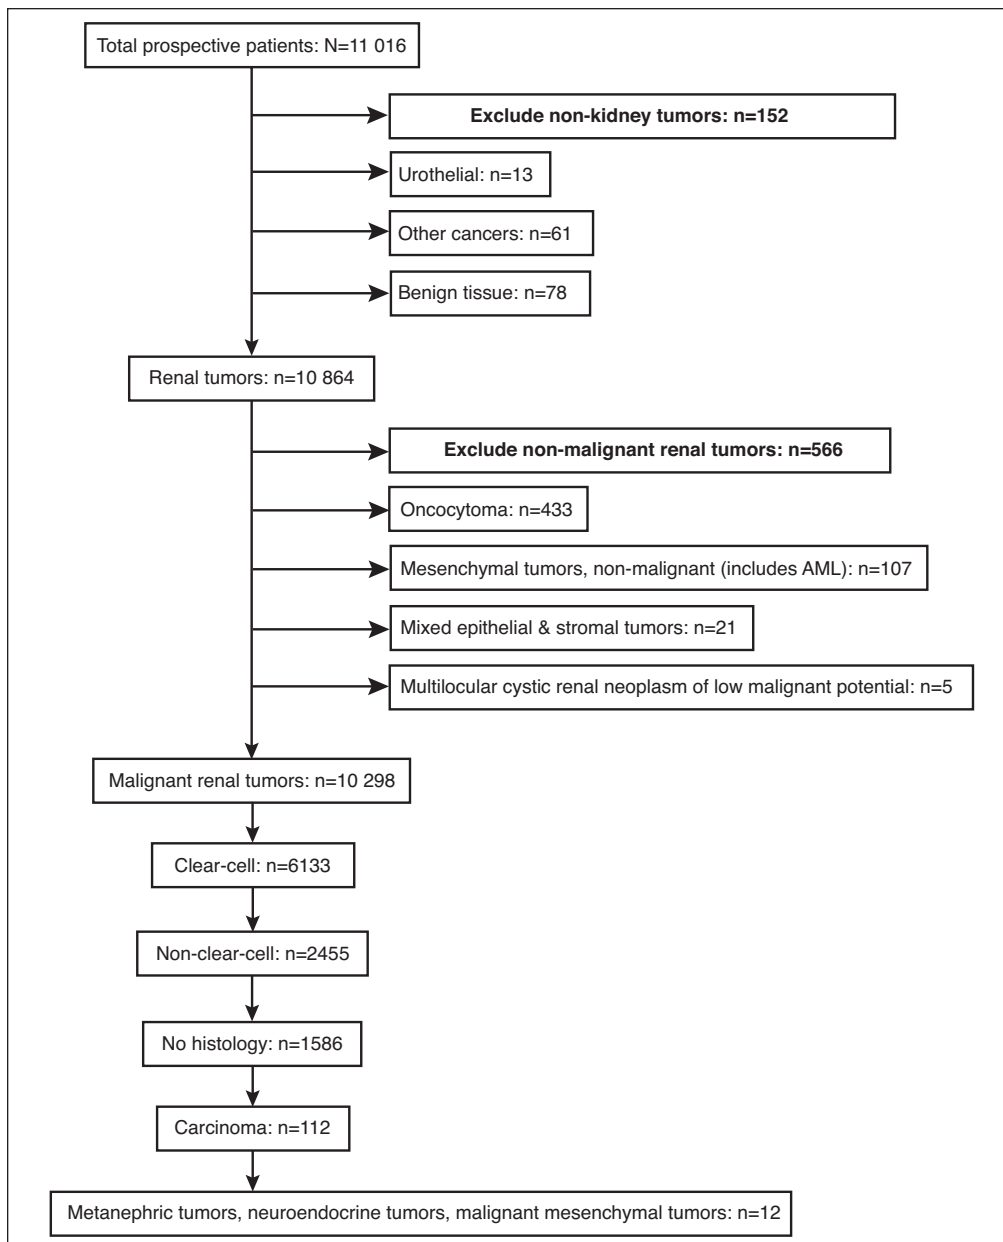 Total prospective patients: N=11 016
Exclude non-kidney tumors: n=152
Urothelial: n=13
Other cancers: n=61
Benign tissue: n=78
Renal tumors: n=10 864
Exclude non-malignant renal tumors: n=566
Oncocytoma: n=433
Mesenchymal tumors, non-malignant (includes AML): n=107
Mixed epithelial & stromal tumors: n=21
Multilocular cystic renal neoplasm of low malignant potential: n=5
Malignant renal tumors: n=10 298
Clear-cell: n=6133
Non-clear-cell: n=2455
No histology: n=1586
Carcinoma: n=112
Metanephric tumors, neuroendocrine tumors, malignant mesenchymal tumors: n=12